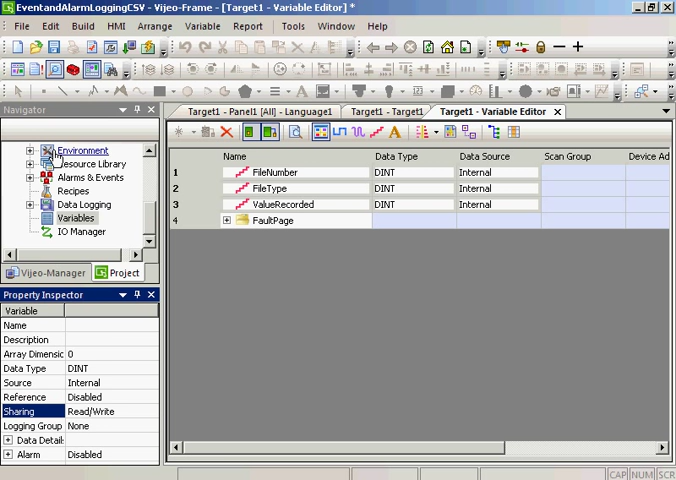 EventandAlarmLoggingCSV - Vijeo-Frame - [Target1 - Variable Editor] *
File Edit Build HMI Arrange Variable Report Tools Window Help
Navigator
Target1 - Panel1 [All] - Language1 Target1 - Target1 Target1 - Variable Editor
Environment
Resource Library
Alarms & Events
Recipes
Data Logging
Variables
IO Manager
Vijeo-Manager Project
Name Data Type Data Source Scan Group Device Ad
1 FileNumber DINT Internal
2 FileType DINT Internal
3 ValueRecorded DINT Internal
4 FaultPage
Property Inspector
Variable
Name
Description
Array Dimensic 0
Data Type DINT
Source Internal
Reference Disabled
Sharing Read/Write
Logging Group None
Data Detail:
Alarm Disabled
CAP NUM SCR